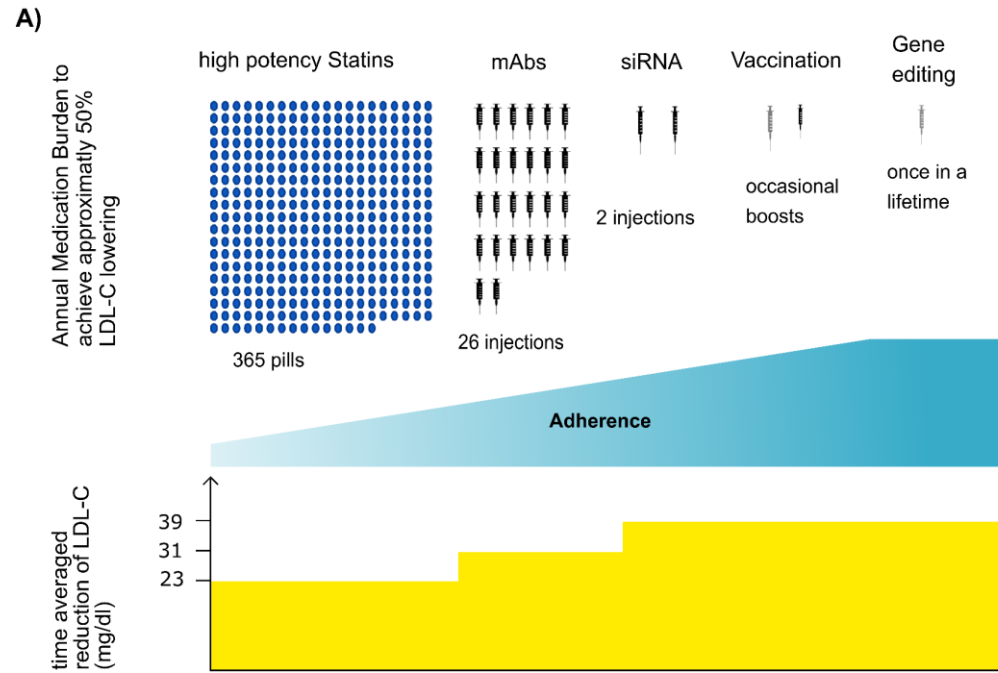 A)
Annual Medication Burden to
achieve approximatly 50%
LDL-C lowering
high potency Statins
mAbs
siRNA
Vaccination
Gene
editing
365 pills
26 injections
2 injections
occasional
boosts
once in a
lifetime
Adherence
time averaged
reduction of LDL-C
(mg/dl)
39
31
23